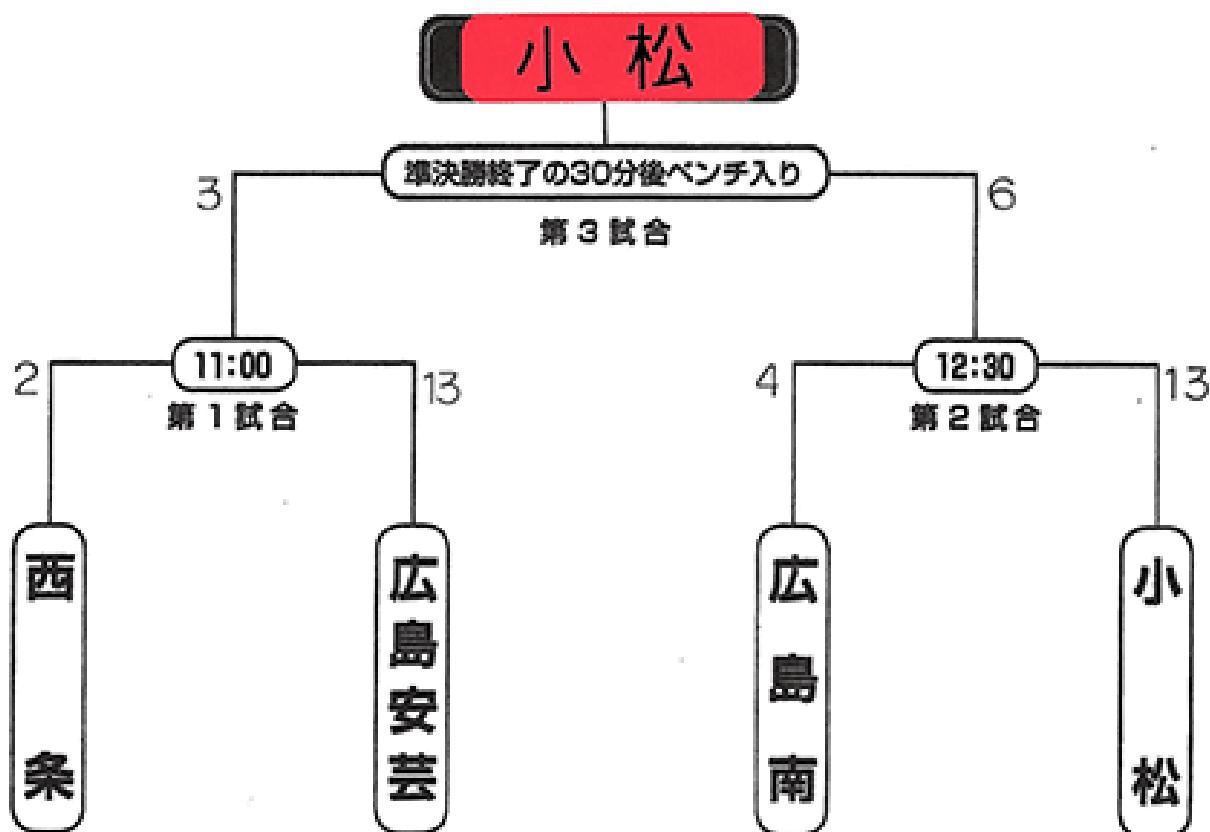 小松
準決勝終了の30分後ベンチ入り
3
6
第3試合
11:00
12:30
2
13
4
13
第1試合
第2試合
西条
広島安芸
広島南
小松